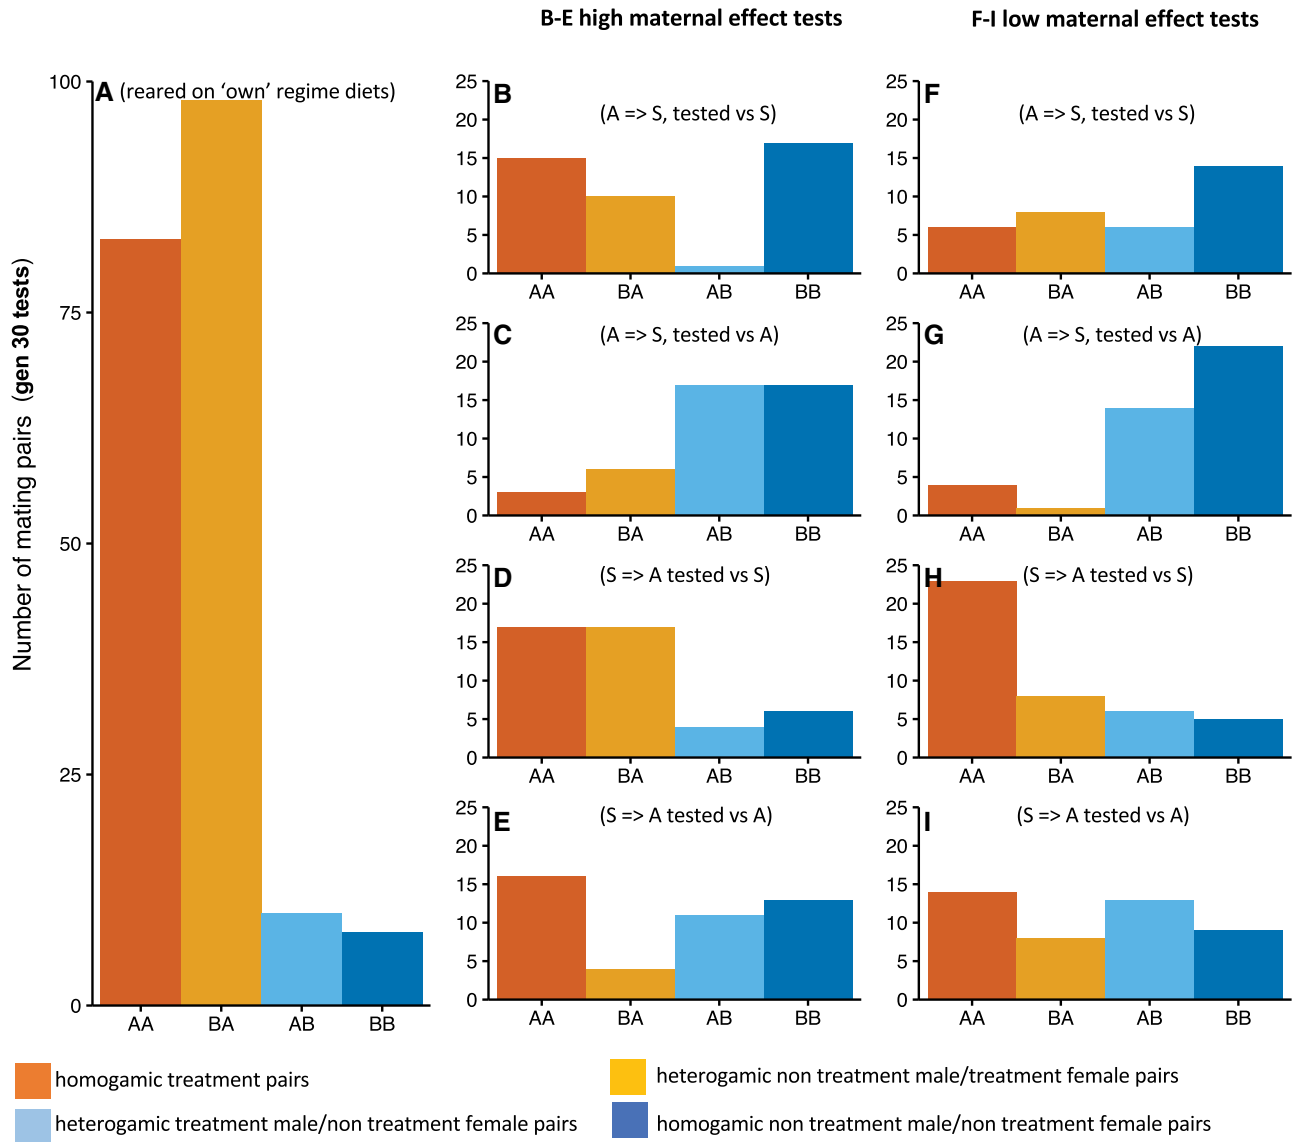 B-E high maternal effect tests
F-I low maternal effect tests
Number of mating pairs (gen 30 tests)
A (reared on ‘own’ regime diets)
100
75
50
25
0
AA BA AB BB
B
(A => S, tested vs S)
25
20
15
10
5
0
AA BA AB BB
F
(A => S, tested vs S)
25
20
15
10
5
0
AA BA AB BB
C
(A => S, tested vs A)
25
20
15
10
5
0
AA BA AB BB
G
(A => S, tested vs A)
25
20
15
10
5
0
AA BA AB BB
D
(S => A tested vs S)
25
20
15
10
5
0
AA BA AB BB
H
(S => A tested vs S)
25
20
15
10
5
0
AA BA AB BB
E
(S => A tested vs A)
25
20
15
10
5
0
AA BA AB BB
I
(S => A tested vs A)
25
20
15
10
5
0
AA BA AB BB
homogamic treatment pairs
heterogamic non treatment male/treatment female pairs
heterogamic treatment male/non treatment female pairs
homogamic non treatment male/non treatment female pairs